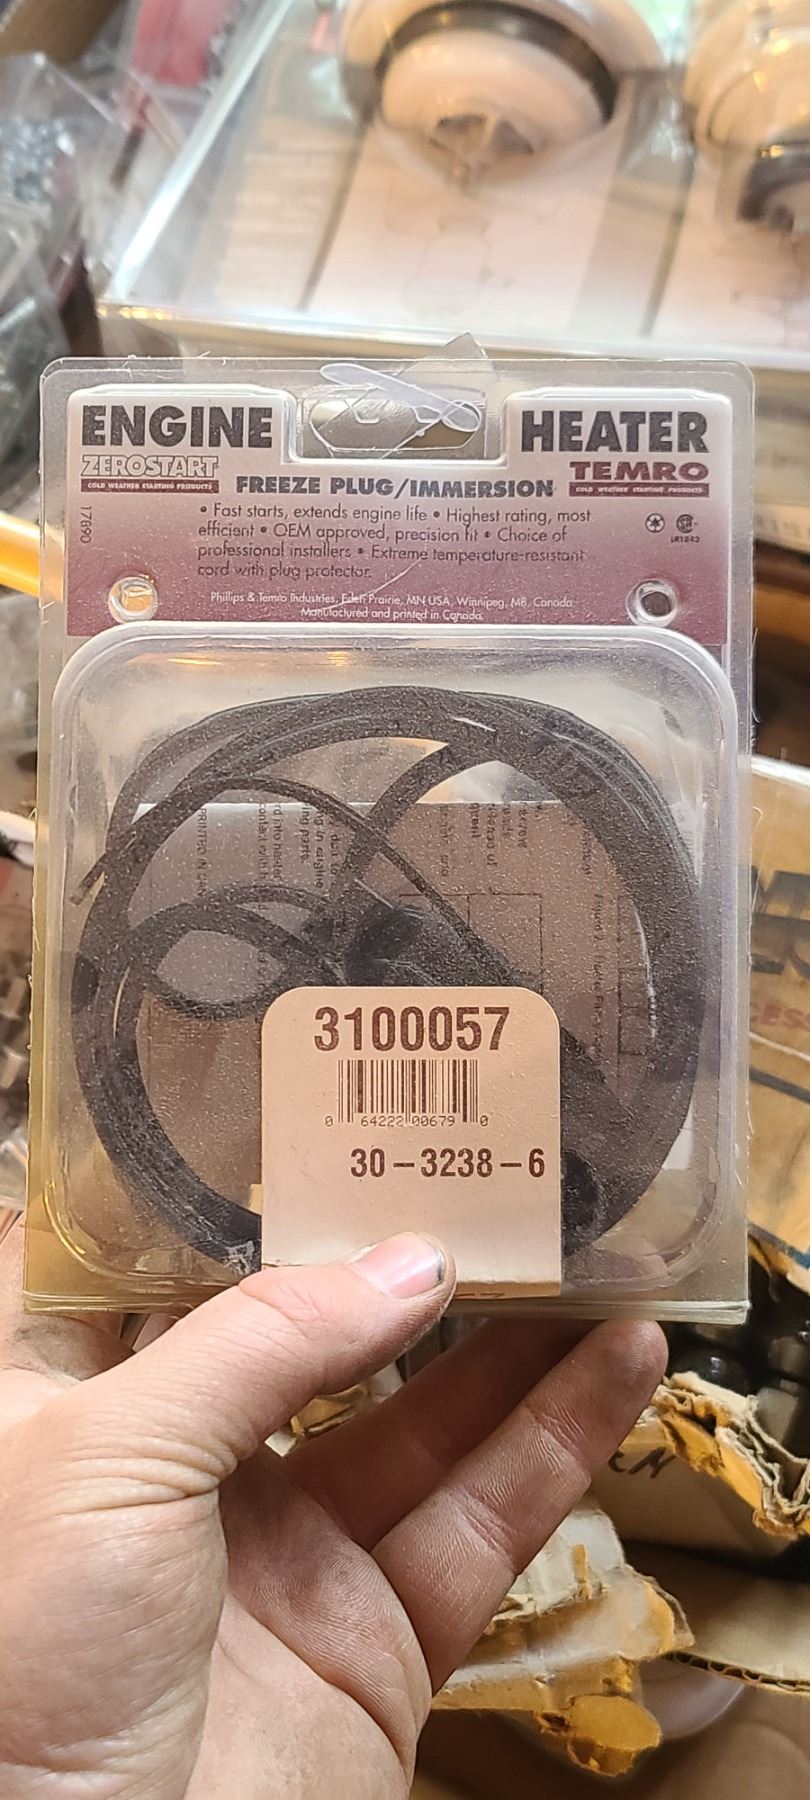 ENGINE HEATER
ZEROSTART TEMRO
COLD WEATHER STARTING PRODUCTS COLD WEATHER STARTING PRODUCTS
FREEZE PLUG/IMMERSION
17890
• Fast starts, extends engine life • Highest rating, most
efficient • OEM approved, precision fit • Choice of
professional installers • Extreme temperature-resistant
cord with plug protector.
LR1843
Phillips & Temro Industries, Eden Prairie, MN USA, Winnipeg, MB, Canada
Manufactured and printed in Canada
3100057
0 64222 00679 0
30-3238-6